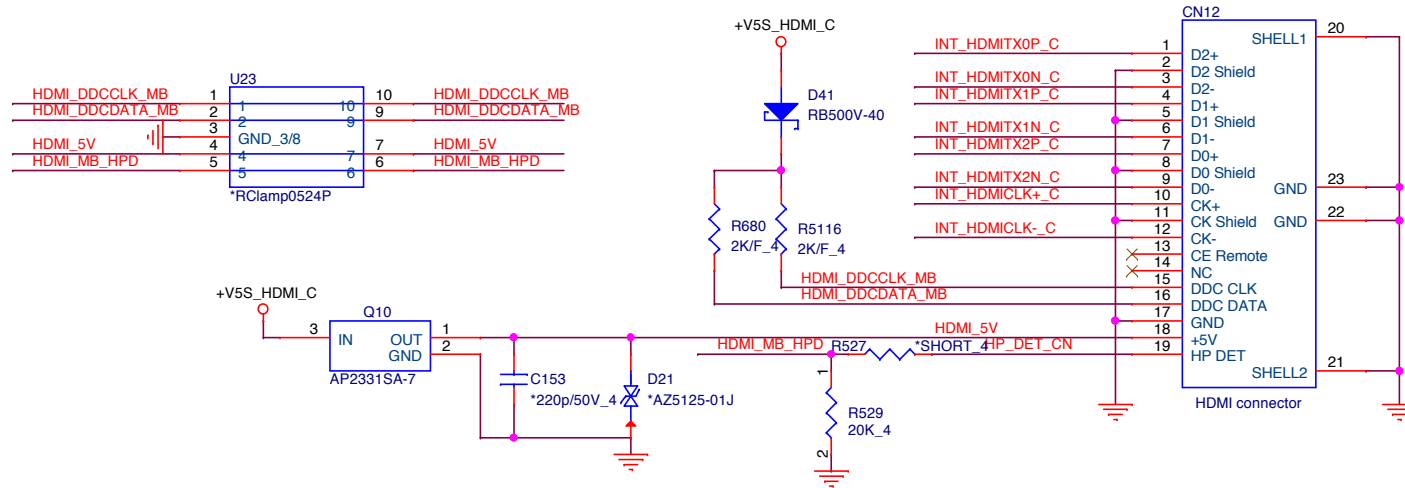 CN12
+V5S_HDMI_C
20
SHELL1
INT_HDMITX0P_C
1
D2+
2
D2 Shield
INT_HDMITX0N_C
3
D2-
INT_HDMITX1P_C
4
D1+
5
D1 Shield
INT_HDMITX1N_C
6
D1-
INT_HDMITX2P_C
7
D0+
8
D0 Shield
INT_HDMITX2N_C
9
D0-
GND
23
INT_HDMICLK+_C
10
CK+
11
CK Shield
GND
22
INT_HDMICLK-_C
12
CK-
13
CE Remote
14
NC
HDMI_DDCCLK_MB
15
DDC CLK
HDMI_DDCDATA_MB
16
DDC DATA
17
GND
HDMI_5V
18
+5V
HP_DET_CN
19
HP DET
SHELL2
21
HDMI connector
U23
HDMI_DDCCLK_MB 1 1 10 10 HDMI_DDCCLK_MB
HDMI_DDCDATA_MB 2 2 9 9 HDMI_DDCDATA_MB
3 GND_3/8
HDMI_5V 4 4 7 7 HDMI_5V
HDMI_MB_HPD 5 5 6 6 HDMI_MB_HPD
*RClamp0524P
D41
RB500V-40
R680
2K/F_4
R5116
2K/F_4
+V5S_HDMI_C
Q10
3 IN OUT 1
GND 2
AP2331SA-7
C153
*220p/50V_4
D21
*AZ5125-01J
HDMI_MB_HPD
R527
*SHORT_4
1
R529
20K_4
2